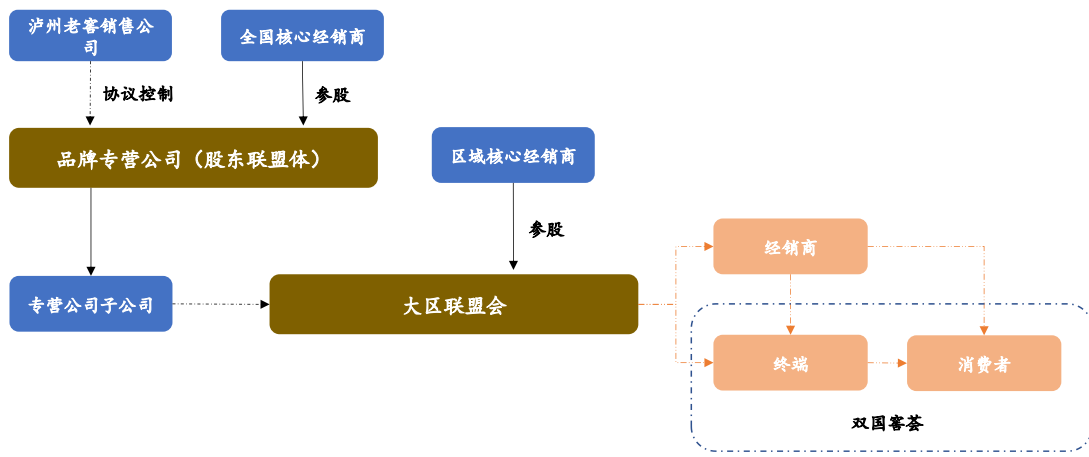 泸州老窖销售公
司
全国核心经销商
协议控制
参股
品牌专营公司（股东联盟体）
区域核心经销商
参股
经销商
专营公司子公司
大区联盟会
终端
消费者
双国窖荟